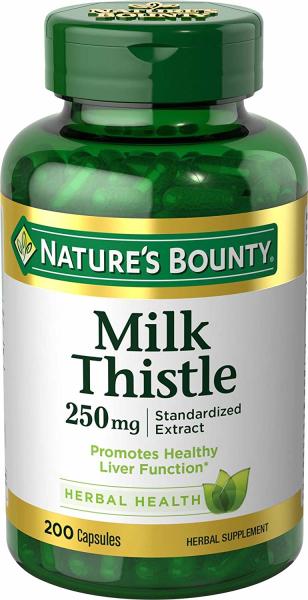 NATURE'S BOUNTY
NATURE'S BOUNTY®
Milk
Thistle
250mg | Standardized
Extract
Promotes Healthy
Liver Function*
HERBAL HEALTH
200 Capsules
HERBAL SUPPLEMENT